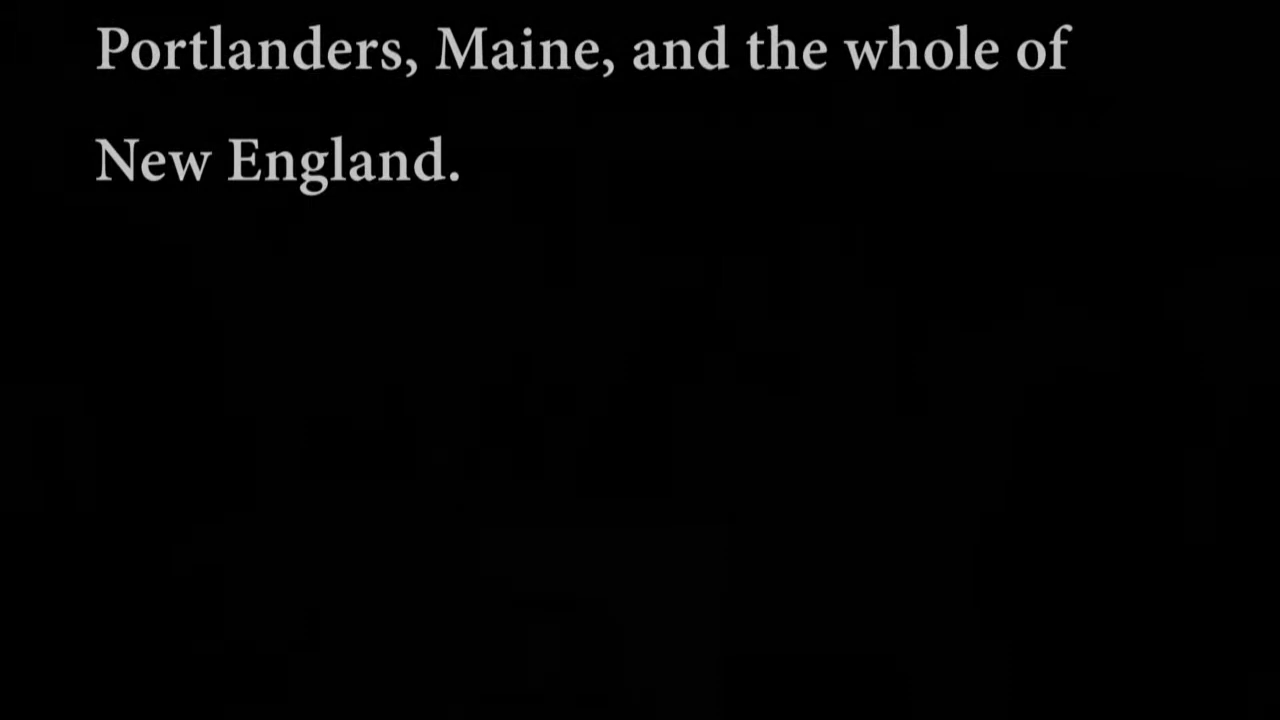 Portlanders, Maine, and the whole of
New England.